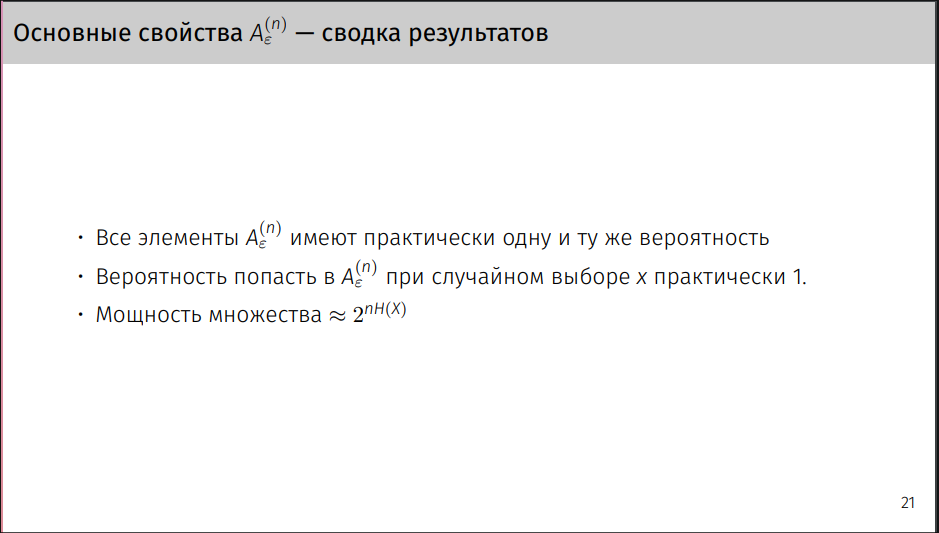 Основные свойства $A_{\varepsilon}^{(n)}$ — сводка результатов
· Все элементы $A_{\varepsilon}^{(n)}$ имеют практически одну и ту же вероятность
· Вероятность попасть в $A_{\varepsilon}^{(n)}$ при случайном выборе $x$ практически 1.
· Мощность множества $\approx 2^{nH(X)}$
21